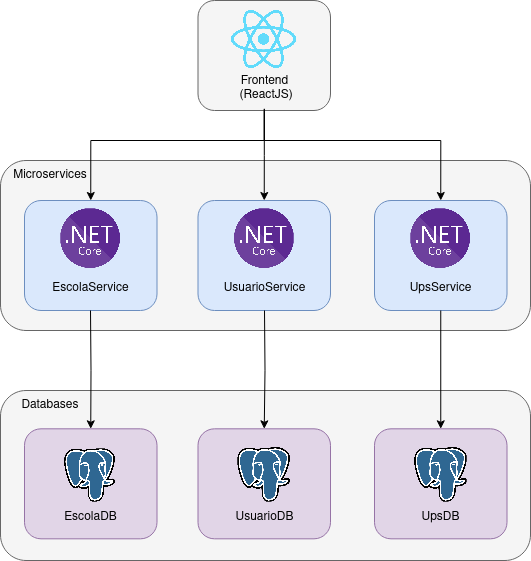 Frontend
(ReactJS)
Microservices
.NET
Core
.NET
Core
.NET
Core
EscolaService
UsuarioService
UpsService
Databases
EscolaDB
UsuarioDB
UpsDB